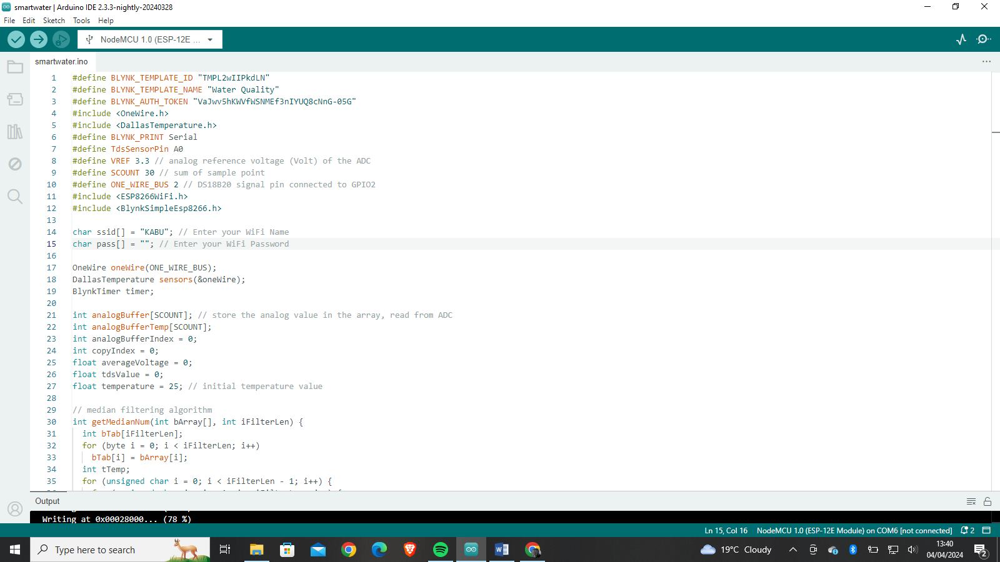 smartwater | Arduino IDE 2.3.3-nightly-20240328
File Edit Sketch Tools Help
NodeMCU 1.0 (ESP-12E ...
smartwater.ino
1 #define BLYNK_TEMPLATE_ID "TMPL2wIIPkdLN"
2 #define BLYNK_TEMPLATE_NAME "Water Quality"
3 #define BLYNK_AUTH_TOKEN "VaJwv5hKWVfWSNMEf3nIYUQ8cNnG-05G"
4 #include <OneWire.h>
5 #include <DallasTemperature.h>
6 #define BLYNK_PRINT Serial
7 #define TdsSensorPin A0
8 #define VREF 3.3 // analog reference voltage (Volt) of the ADC
9 #define SCOUNT 30 // sum of sample point
10 #define ONE_WIRE_BUS 2 // DS18B20 signal pin connected to GPIO2
11 #include <ESP8266WiFi.h>
12 #include <BlynkSimpleEsp8266.h>
13
14 char ssid[] = "KABU"; // Enter your WiFi Name
15 char pass[] = ""; // Enter your WiFi Password
16
17 OneWire oneWire(ONE_WIRE_BUS);
18 DallasTemperature sensors(&oneWire);
19 BlynkTimer timer;
20
21 int analogBuffer[SCOUNT]; // store the analog value in the array, read from ADC
22 int analogBufferTemp[SCOUNT];
23 int analogBufferIndex = 0;
24 int copyIndex = 0;
25 float averageVoltage = 0;
26 float tdsValue = 0;
27 float temperature = 25; // initial temperature value
28
29 // median filtering algorithm
30 int getMedianNum(int bArray[], int iFilterLen) {
31 int bTab[iFilterLen];
32 for (byte i = 0; i < iFilterLen; i++)
33 bTab[i] = bArray[i];
34 int tTemp;
35 for (unsigned char i = 0; i < iFilterLen - 1; i++) {
Output
Writing at 0x00028000... (78 %)
Ln 15, Col 16 NodeMCU 1.0 (ESP-12E Module) on COM6 [not connected] 2
Type here to search
19°C Cloudy
13:40
04/04/2024
2